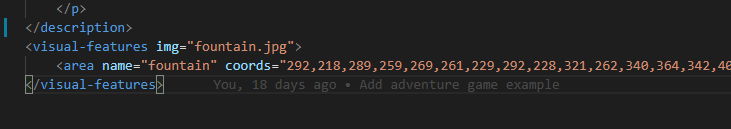 </p>
</description>
<visual-features img="fountain.jpg">
<area name="fountain" coords="292,218,289,259,269,261,229,292,228,321,262,340,364,342,40
</visual-features> You, 18 days ago • Add adventure game example